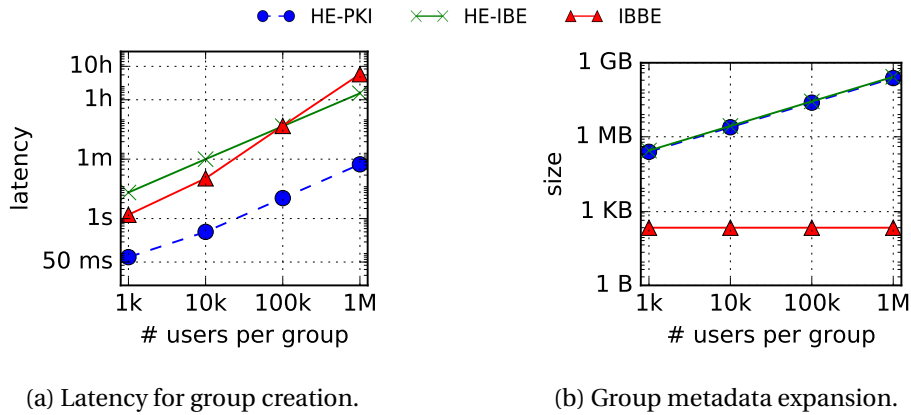 HE-PKI HE-IBE IBBE
10h
1h
1m
1s
50 ms
latency
1k 10k 100k 1M
# users per group
1 GB
1 MB
1 KB
1 B
size
1k 10k 100k 1M
# users per group
(a) Latency for group creation.
(b) Group metadata expansion.